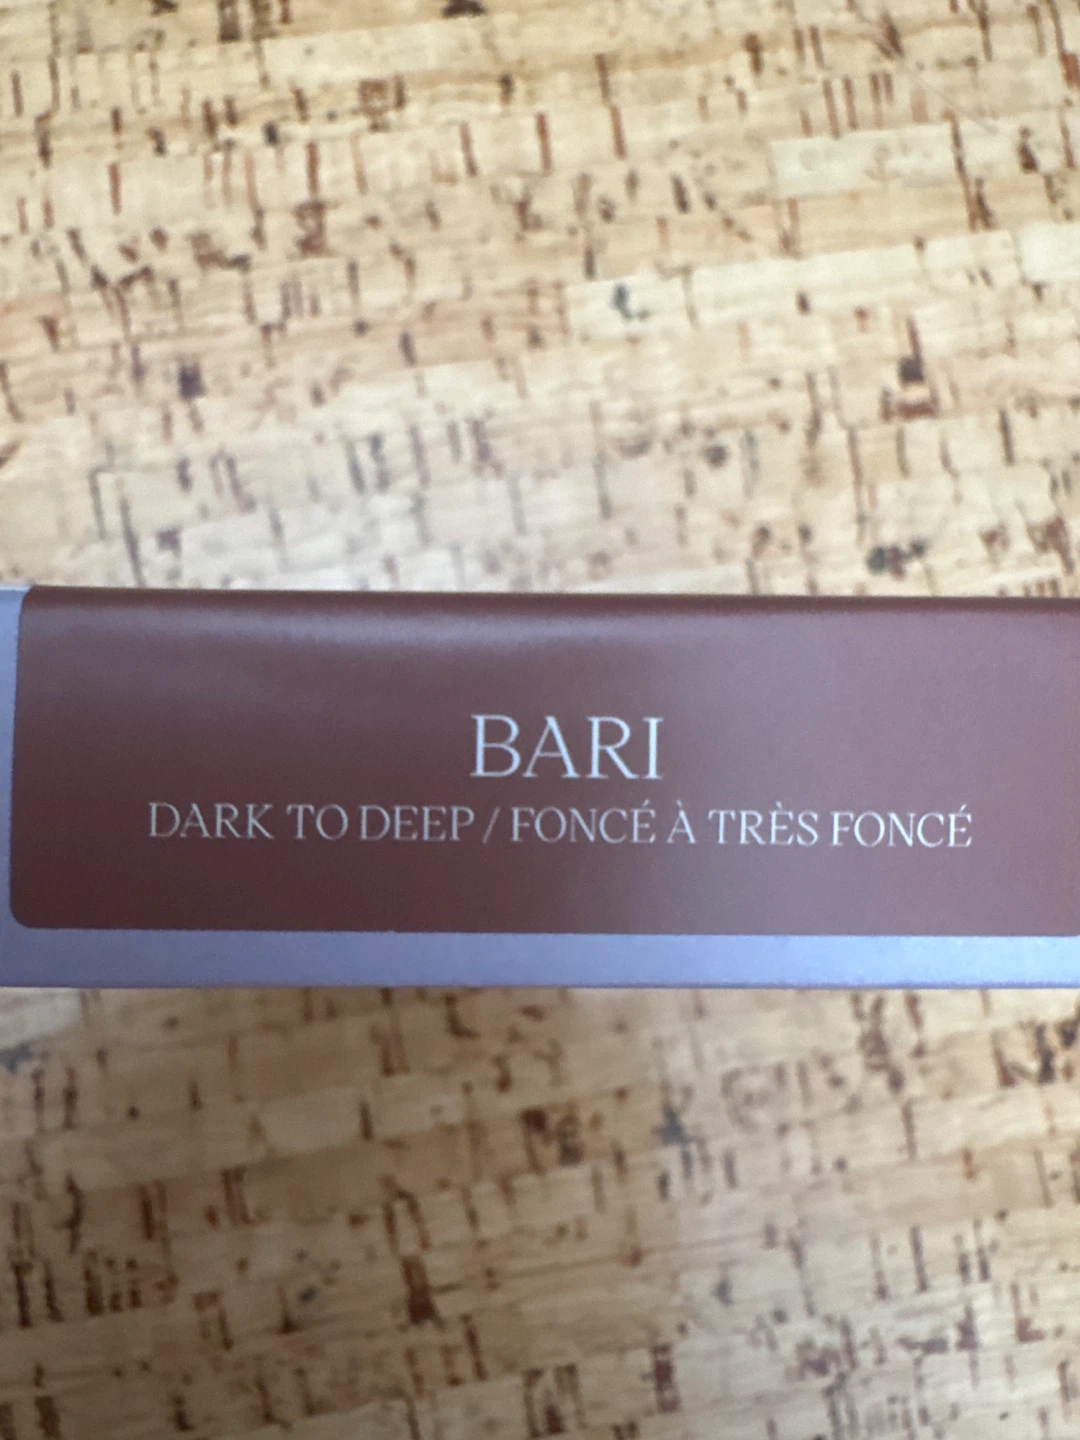 BARI
DARK TO DEEP / FONCÉ À TRÈS FONCÉ